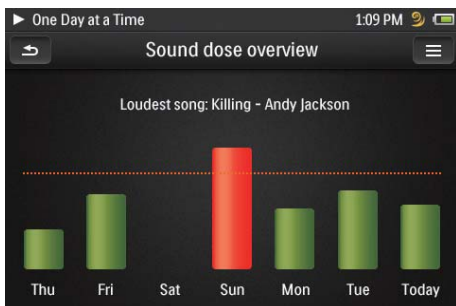 One Day at a Time 1:09 PM
Sound dose overview
Loudest song: Killing - Andy Jackson
Thu Fri Sat Sun Mon Tue Today